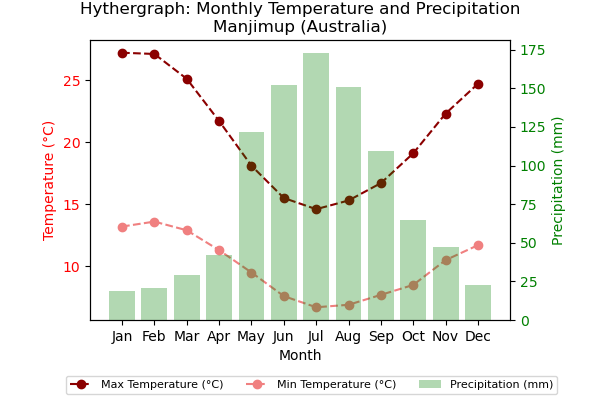 Hythergraph: Monthly Temperature and Precipitation
Manjimup (Australia)
Temperature (°C)
25
20
15
10
Precipitation (mm)
175
150
125
100
75
50
25
0
Jan Feb Mar Apr May Jun Jul Aug Sep Oct Nov Dec
Month
Max Temperature (°C) Min Temperature (°C) Precipitation (mm)